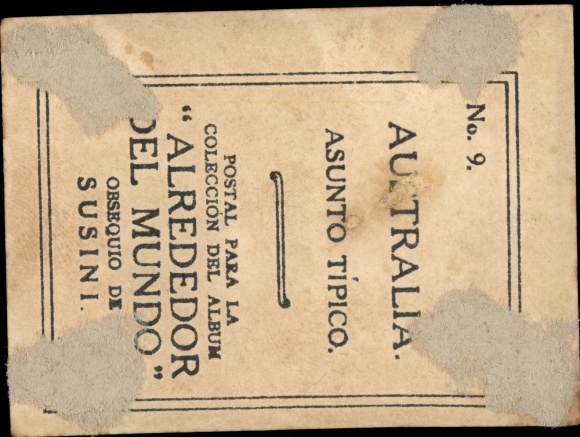 No. 9.
AUSTRALIA.
ASUNTO TÍPICO.
POSTAL PARA LA
COLECCIÓN DEL ALBUM
“ALREDEDOR
DEL MUNDO”
OBSEQUIO DE
SUSINI.